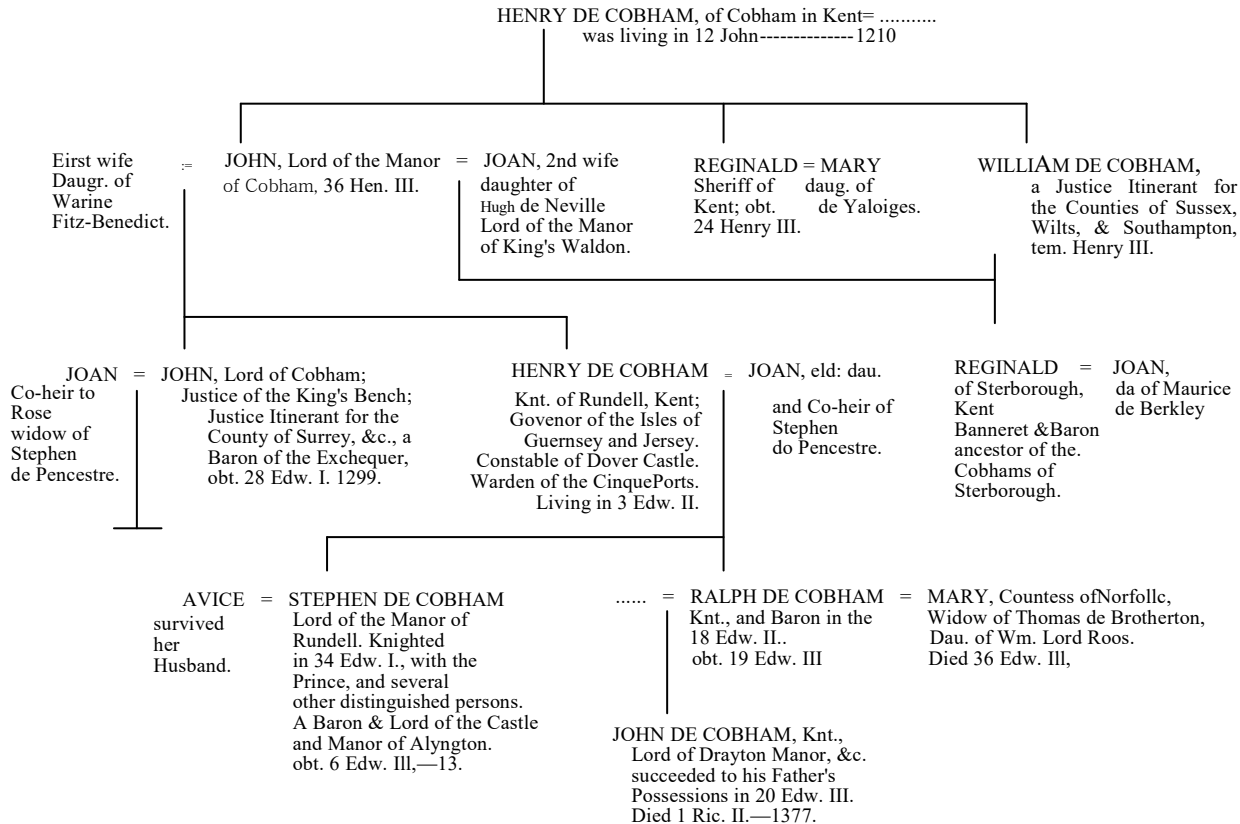 HENRY DE COBHAM, of Cobham in Kent= ...........
was living in 12 John--------------1210
Eirst wife
Daugr. of
Warine
Fitz-Benedict.
:=
JOHN, Lord of the Manor
of Cobham, 36 Hen. III.
=
JOAN, 2nd wife
daughter of
Hugh de Neville
Lord of the Manor
of King's Waldon.
REGINALD = MARY
Sheriff of daug. of
Kent; obt. de Yaloiges.
24 Henry III.
WILLIAM DE COBHAM,
a Justice Itinerant for
the Counties of Sussex,
Wilts, & Southampton,
tem. Henry III.
JOAN =
Co-heir to
Rose
widow of
Stephen
de Pencestre.
JOHN, Lord of Cobham;
Justice of the King's Bench;
Justice Itinerant for the
County of Surrey, &c., a
Baron of the Exchequer,
obt. 28 Edw. I. 1299.
HENRY DE COBHAM =
Knt. of Rundell, Kent;
Govenor of the Isles of
Guernsey and Jersey.
Constable of Dover Castle.
Warden of the CinquePorts.
Living in 3 Edw. II.
JOAN, eld: dau.
and Co-heir of
Stephen
do Pencestre.
REGINALD =
of Sterborough,
Kent
Banneret &Baron
ancestor of the.
Cobhams of
Sterborough.
JOAN,
da of Maurice
de Berkley
AVICE =
survived
her
Husband.
STEPHEN DE COBHAM
Lord of the Manor of
Rundell. Knighted
in 34 Edw. I., with the
Prince, and several
other distinguished persons.
A Baron & Lord of the Castle
and Manor of Alyngton.
obt. 6 Edw. Ill,—13.
...... = RALPH DE COBHAM =
Knt., and Baron in the
18 Edw. II..
obt. 19 Edw. III
MARY, Countess ofNorfollc,
Widow of Thomas de Brotherton,
Dau. of Wm. Lord Roos.
Died 36 Edw. Ill,
JOHN DE COBHAM, Knt.,
Lord of Drayton Manor, &c.
succeeded to his Father's
Possessions in 20 Edw. III.
Died 1 Ric. II.—1377.